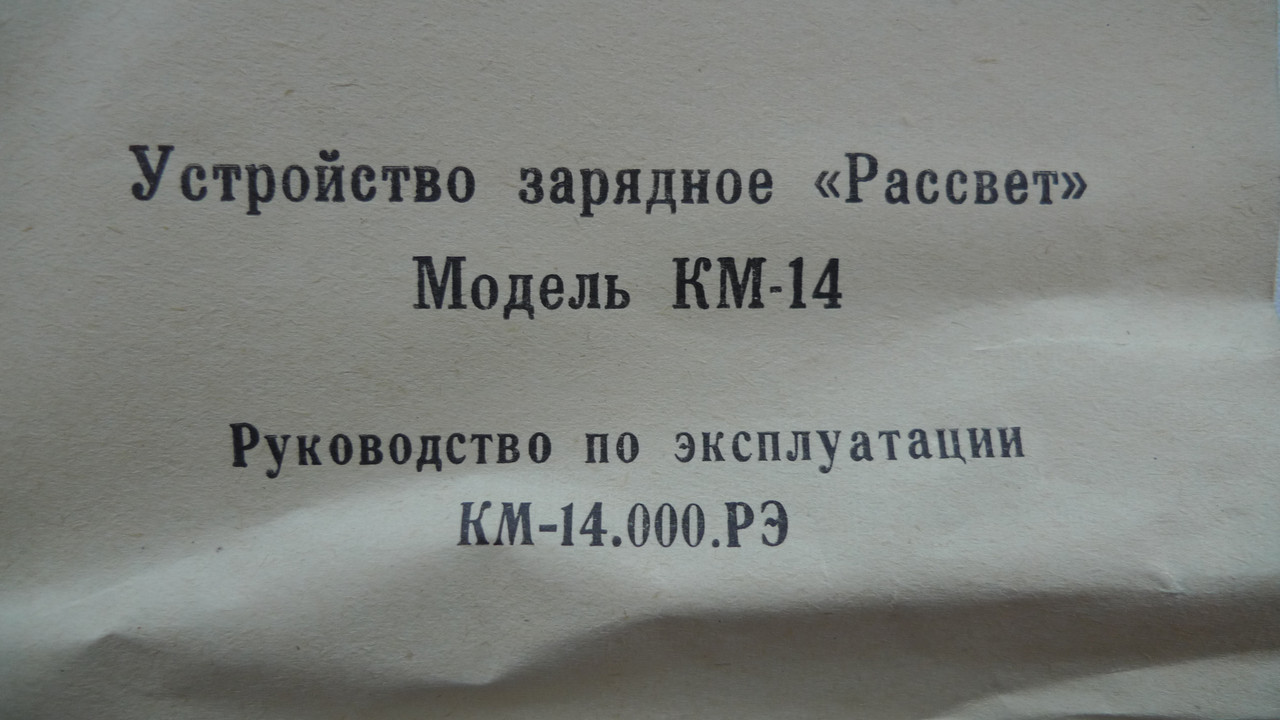 Устройство зарядное «Рассвет»
Модель КМ-14
Руководство по эксплуатации
КМ-14.000.РЭ